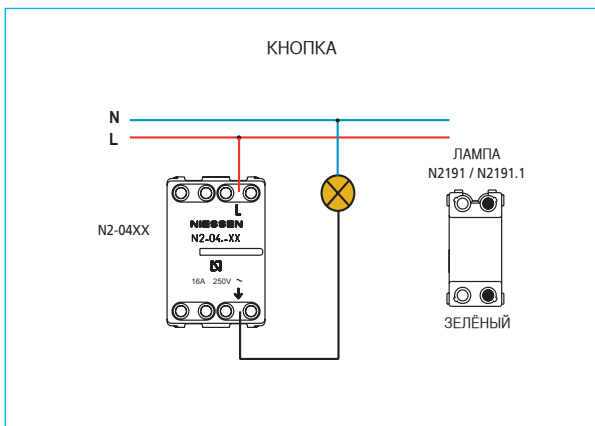 КНОПКА
N
L
ЛАМПА
N2191 / N2191.1
L
NIESSEN
N2-04XX
N2-04..-XX
16A 250V ~
ЗЕЛЁНЫЙ